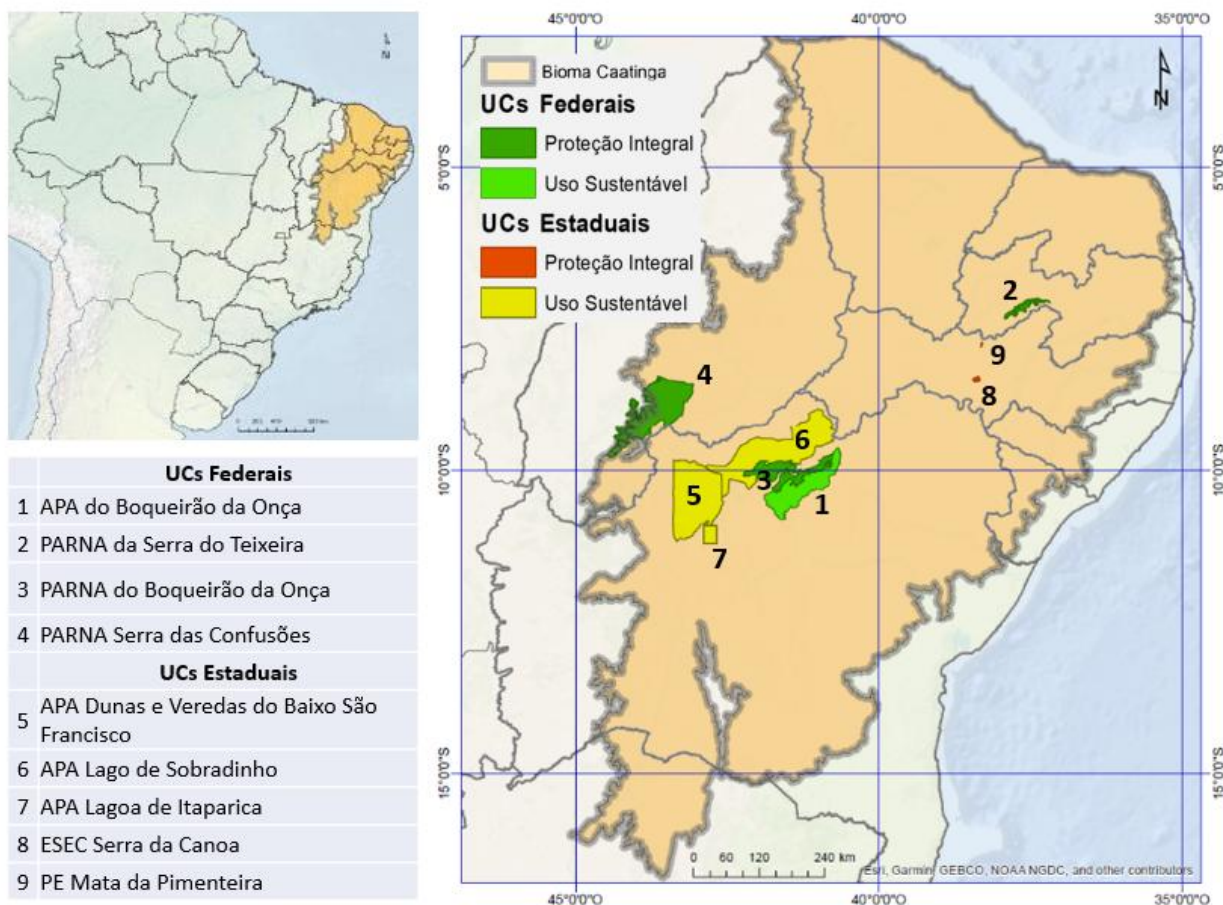 N
45°0'0"O
40°0'0"O
35°0'0"O
N
Bioma Caatinga
UCs Federais
Proteção Integral
Uso Sustentável
UCs Estaduais
Proteção Integral
Uso Sustentável
5°0'0"S
5°0'0"S
10°0'0"S
10°0'0"S
15°0'0"S
15°0'0"S
2
9
8
4
6
3
5
1
7
0 60 120 240 km
Esri, Garmin, GEBCO, NOAA NGDC, and other contributors
45°0'0"O
40°0'0"O
35°0'0"O
UCs Federais
1 APA do Boqueirão da Onça
2 PARNA da Serra do Teixeira
3 PARNA do Boqueirão da Onça
4 PARNA Serra das Confusões
UCs Estaduais
5 APA Dunas e Veredas do Baixo São
Francisco
6 APA Lago de Sobradinho
7 APA Lagoa de Itaparica
8 ESEC Serra da Canoa
9 PE Mata da Pimenteira